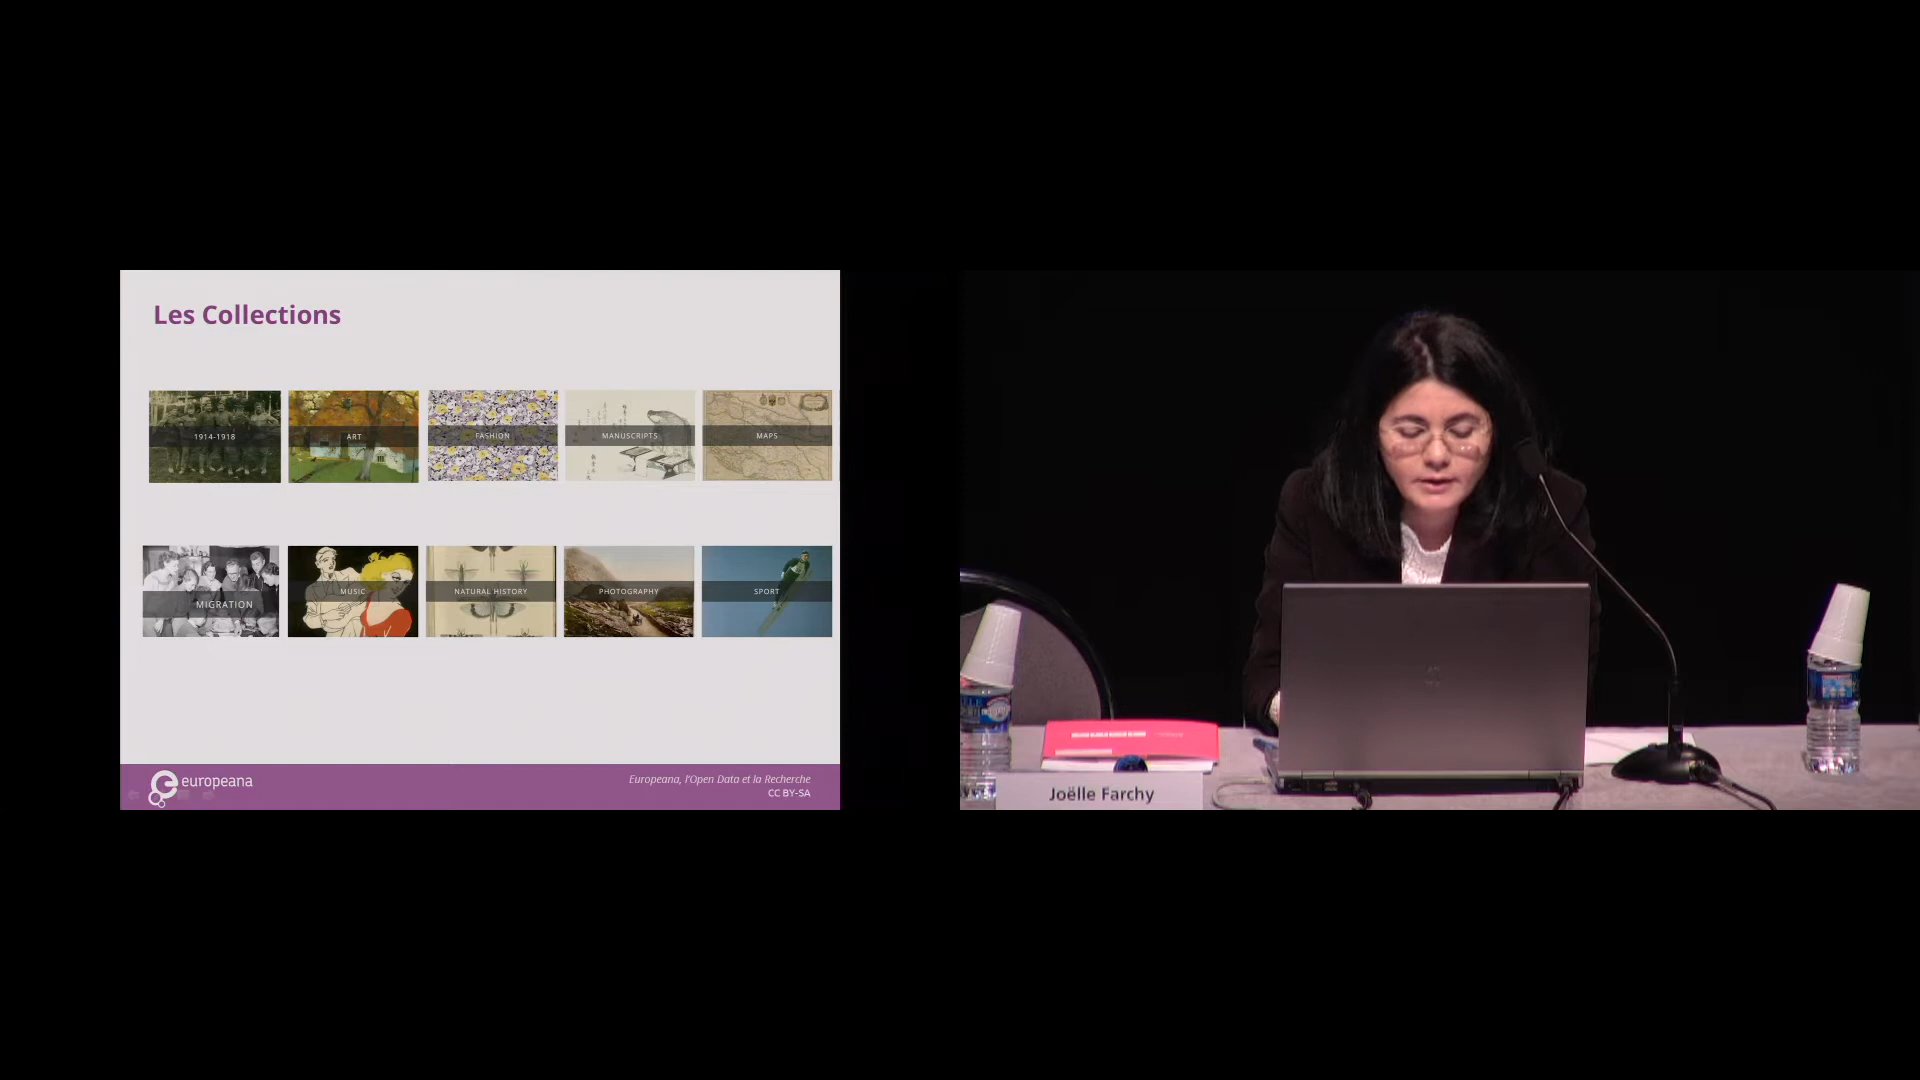 Les Collections
1914-1918
ART
FASHION
MANUSCRIPTS
MAPS
MIGRATION
MUSIC
NATURAL HISTORY
PHOTOGRAPHY
SPORT
europeana
Europeana, l'Open Data et la Recherche
CC BY-SA
Joëlle Farchy